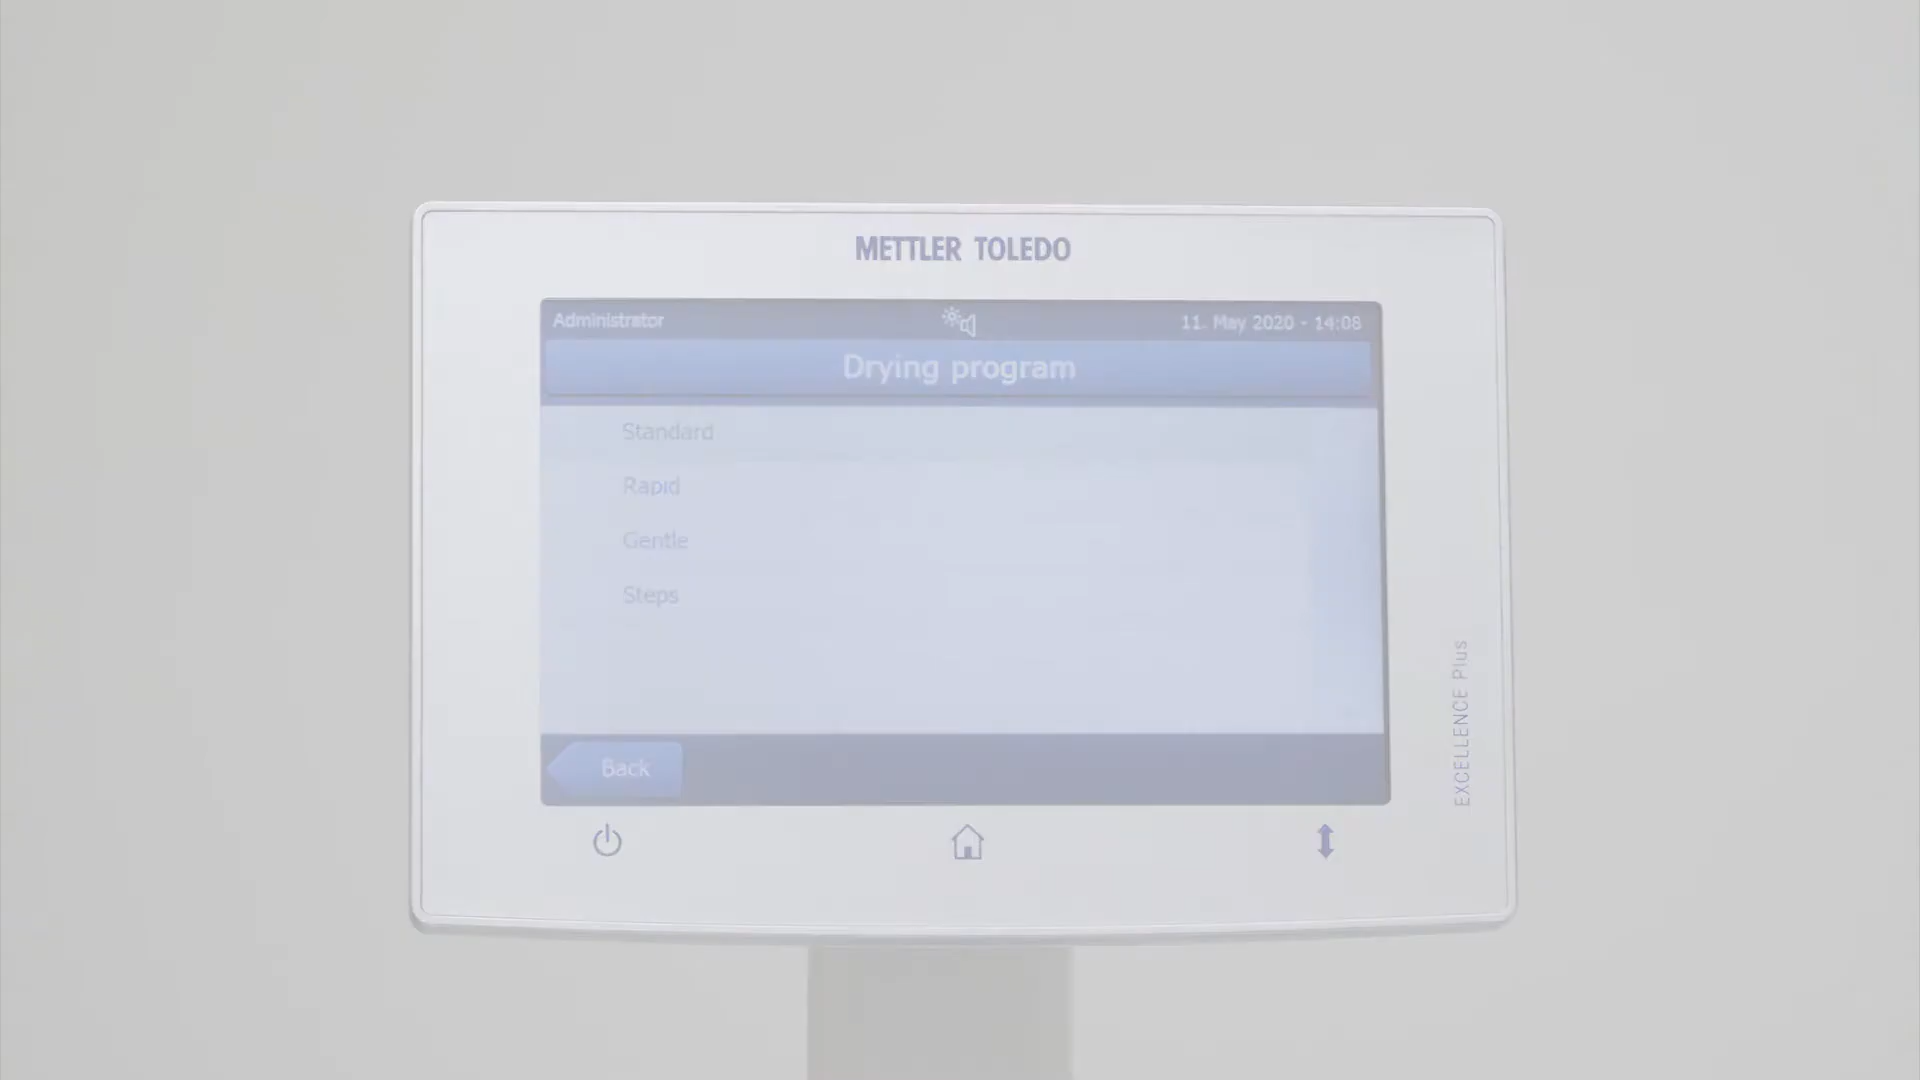 METTLER TOLEDO
Administrator
11. May 2020 - 14:08
Drying program
Standard
Rapid
Gentle
Steps
Back
EXCELLENCE Plus